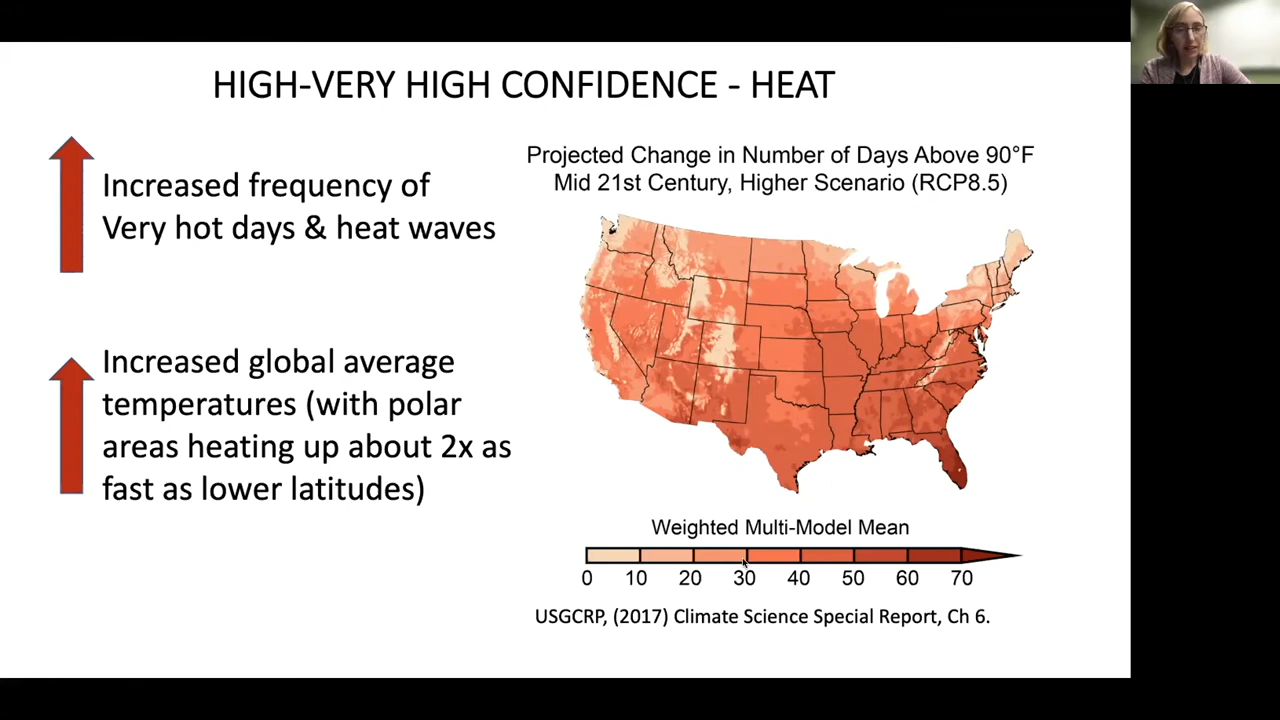 HIGH-VERY HIGH CONFIDENCE - HEAT
Increased frequency of
Very hot days & heat waves
Increased global average
temperatures (with polar
areas heating up about 2x as
fast as lower latitudes)
Projected Change in Number of Days Above 90°F
Mid 21st Century, Higher Scenario (RCP8.5)
Weighted Multi-Model Mean
0 10 20 30 40 50 60 70
USGCRP, (2017) Climate Science Special Report, Ch 6.